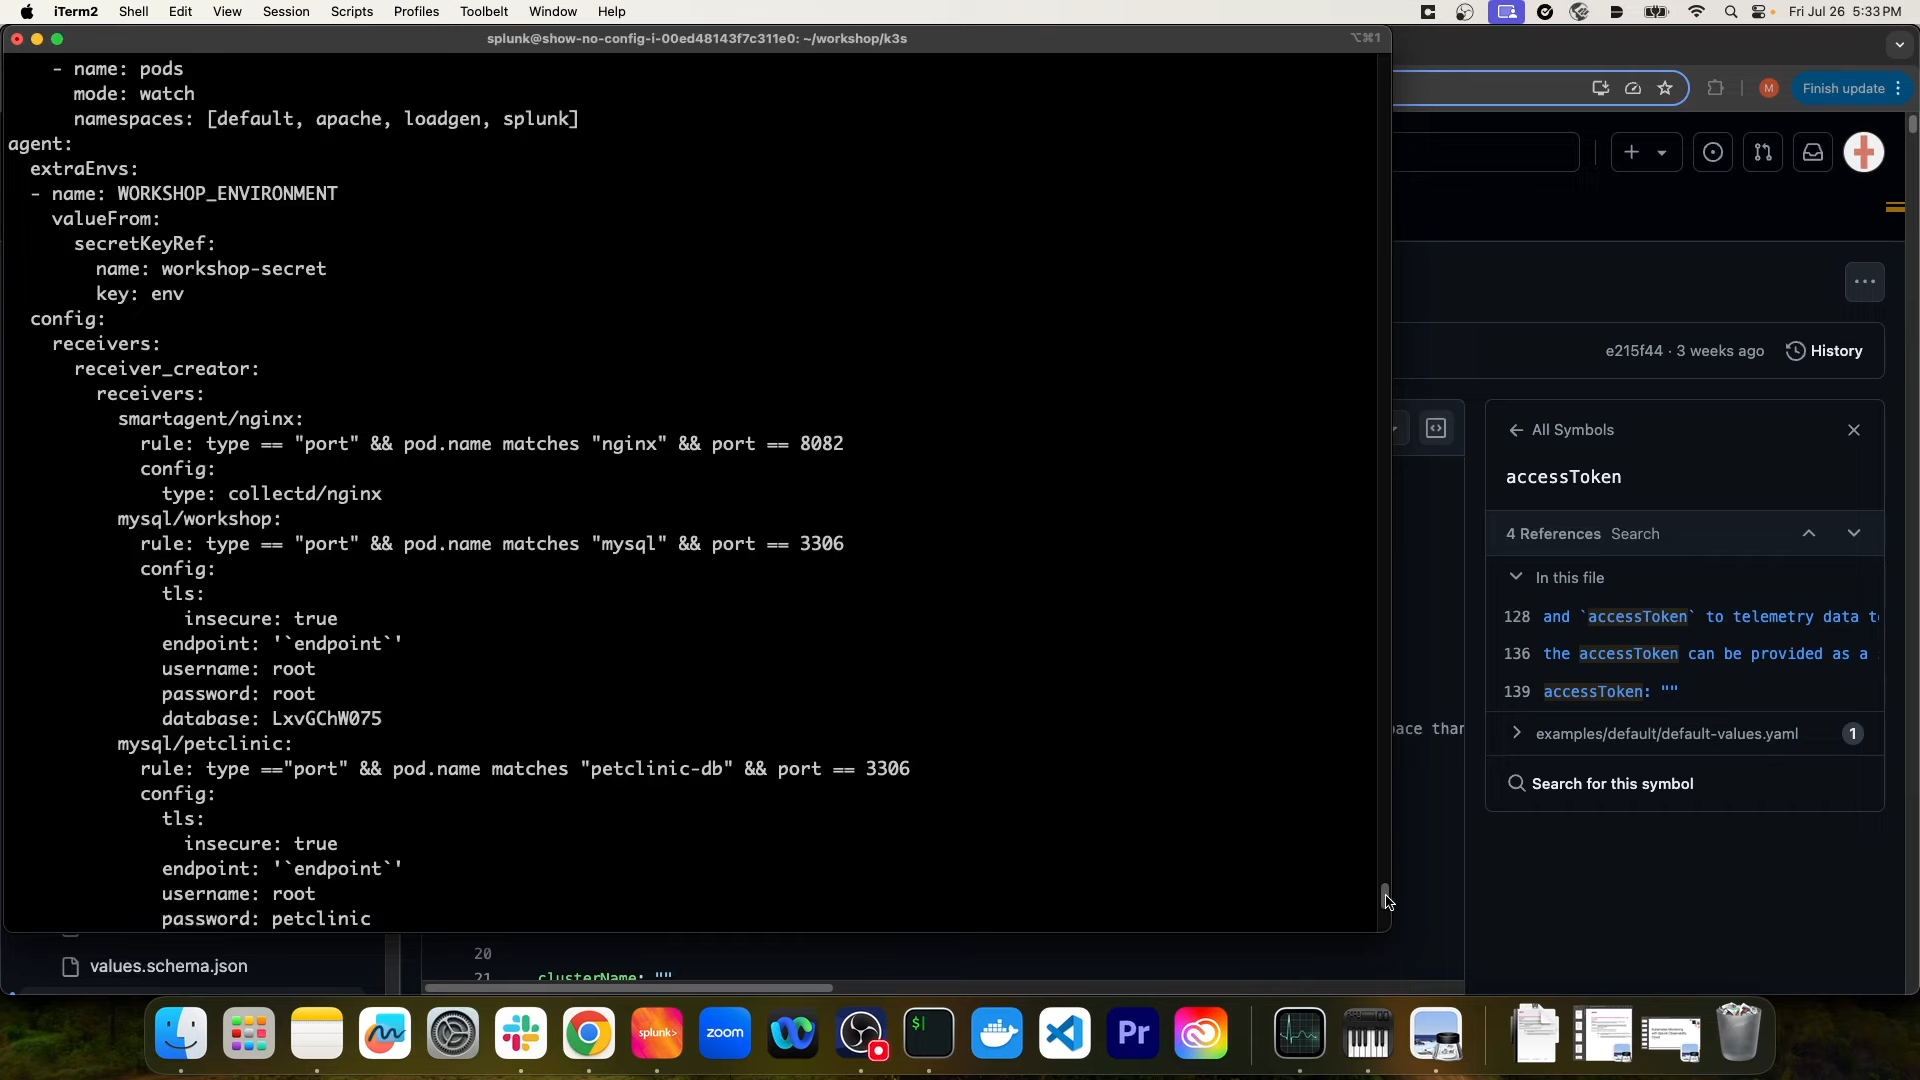 iTerm2 Shell Edit View Session Scripts Profiles Toolbelt Window Help Fri Jul 26 5:33 PM
splunk@show-no-config-i-00ed48143f7c311e0: ~/workshop/k3s ⌥⌘1
- name: pods
mode: watch
namespaces: [default, apache, loadgen, splunk]
agent:
extraEnvs:
- name: WORKSHOP_ENVIRONMENT
valueFrom:
secretKeyRef:
name: workshop-secret
key: env
config:
receivers:
receiver_creator:
receivers:
smartagent/nginx:
rule: type == "port" && pod.name matches "nginx" && port == 8082
config:
type: collectd/nginx
mysql/workshop:
rule: type == "port" && pod.name matches "mysql" && port == 3306
config:
tls:
insecure: true
endpoint: '`endpoint`'
username: root
password: root
database: LxvGChW075
mysql/petclinic:
rule: type =="port" && pod.name matches "petclinic-db" && port == 3306
config:
tls:
insecure: true
endpoint: '`endpoint`'
username: root
password: petclinic
M Finish update
e215f44 · 3 weeks ago History
All Symbols
accessToken
4 References Search
In this file
128 and `accessToken` to telemetry data
136 the accessToken can be provided as a
139 accessToken: ""
examples/default/default-values.yaml 1
Search for this symbol
values.schema.json
20
21 clusterName: ""
splunk>
zoom
$
Pr